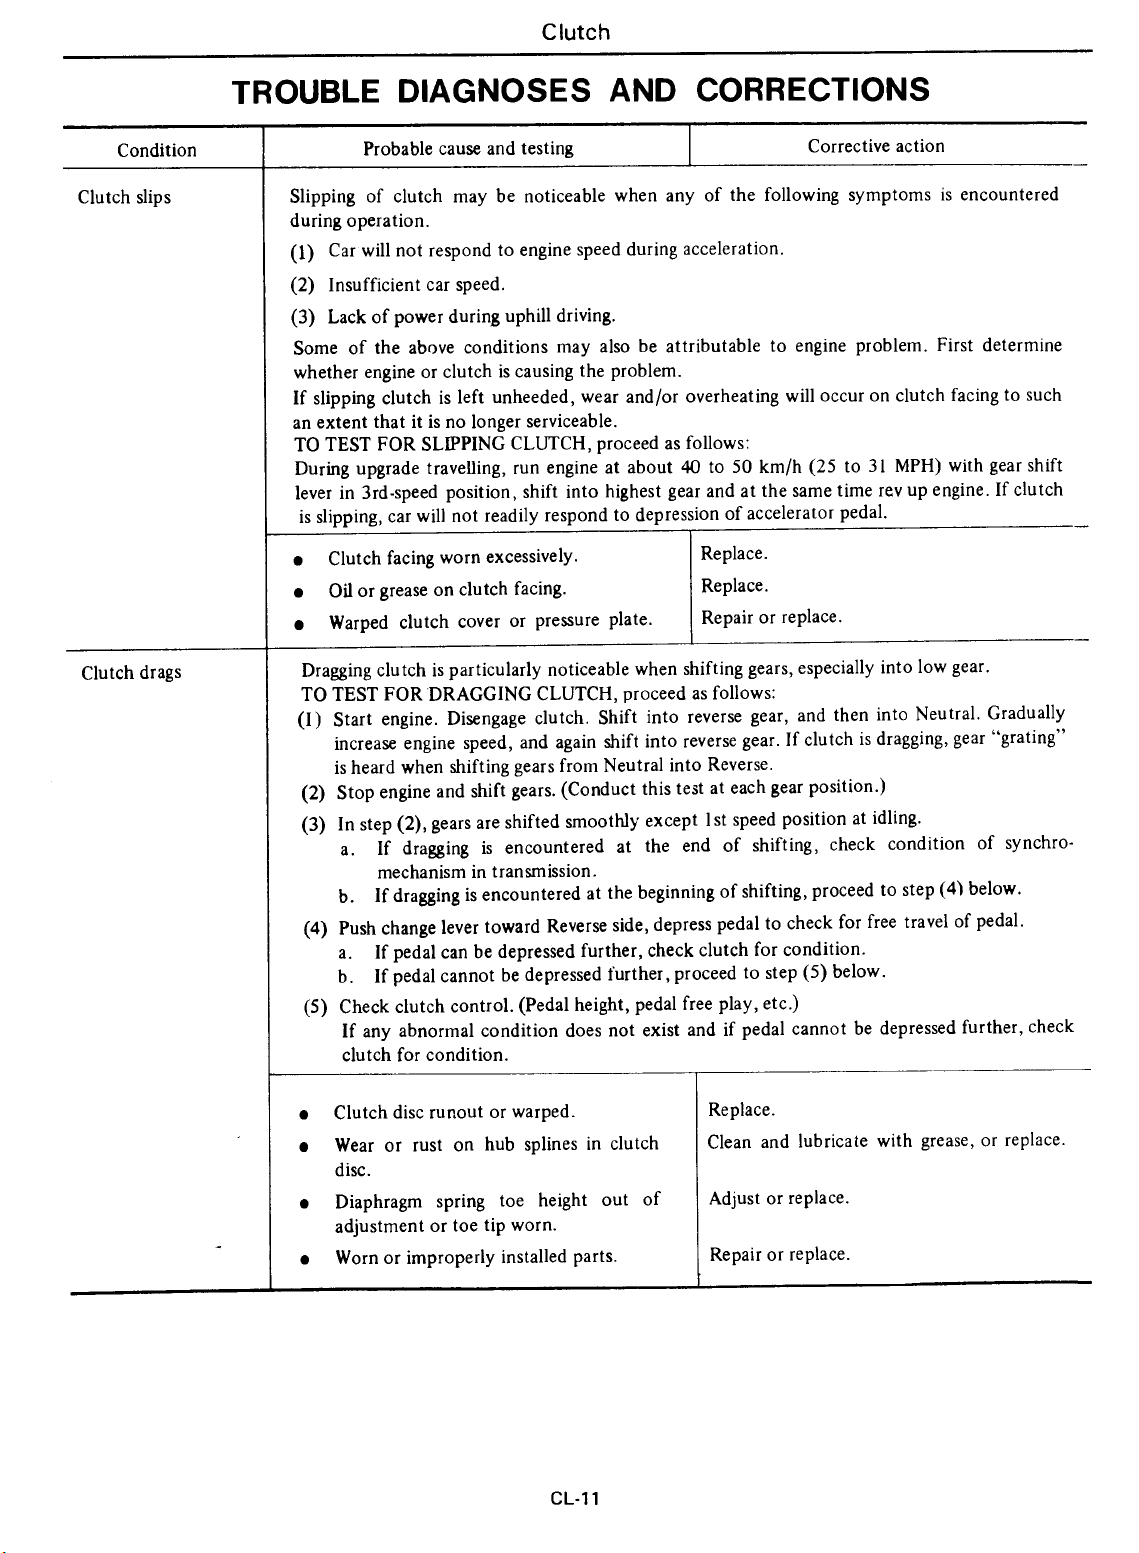 Clutch
TROUBLE DIAGNOSES AND CORRECTIONS
Condition
Probable cause and testing
Corrective action
Clutch slips
Slipping of clutch may be noticeable when any of the following symptoms is encountered
during operation.
(1) Car will not respond to engine speed during acceleration.
(2) Insufficient car speed.
(3) Lack of power during uphill driving.
Some of the above conditions may also be attributable to engine problem. First determine
whether engine or clutch is causing the problem.
If slipping clutch is left unheeded, wear and/or overheating will occur on clutch facing to such
an extent that it is no longer serviceable.
TO TEST FOR SLIPPING CLUTCH, proceed as follows:
During upgrade travelling, run engine at about 40 to 50 km/h (25 to 31 MPH) with gear shift
lever in 3rd-speed position, shift into highest gear and at the same time rev up engine. If clutch
is slipping, car will not readily respond to depression of accelerator pedal.
• Clutch facing worn excessively.
Replace.
• Oil or grease on clutch facing.
Replace.
• Warped clutch cover or pressure plate.
Repair or replace.
Clutch drags
Dragging clutch is particularly noticeable when shifting gears, especially into low gear.
TO TEST FOR DRAGGING CLUTCH, proceed as follows:
(1) Start engine. Disengage clutch. Shift into reverse gear, and then into Neutral. Gradually
increase engine speed, and again shift into reverse gear. If clutch is dragging, gear "grating"
is heard when shifting gears from Neutral into Reverse.
(2) Stop engine and shift gears. (Conduct this test at each gear position.)
(3) In step (2), gears are shifted smoothly except 1st speed position at idling.
a. If dragging is encountered at the end of shifting, check condition of synchro-
mechanism in transmission.
b. If dragging is encountered at the beginning of shifting, proceed to step (4) below.
(4) Push change lever toward Reverse side, depress pedal to check for free travel of pedal.
a. If pedal can be depressed further, check clutch for condition.
b. If pedal cannot be depressed further, proceed to step (5) below.
(5) Check clutch control. (Pedal height, pedal free play, etc.)
If any abnormal condition does not exist and if pedal cannot be depressed further, check
clutch for condition.
• Clutch disc runout or warped.
Replace.
• Wear or rust on hub splines in clutch
disc.
Clean and lubricate with grease, or replace.
• Diaphragm spring toe height out of
adjustment or toe tip worn.
Adjust or replace.
• Worn or improperly installed parts.
Repair or replace.
CL-11